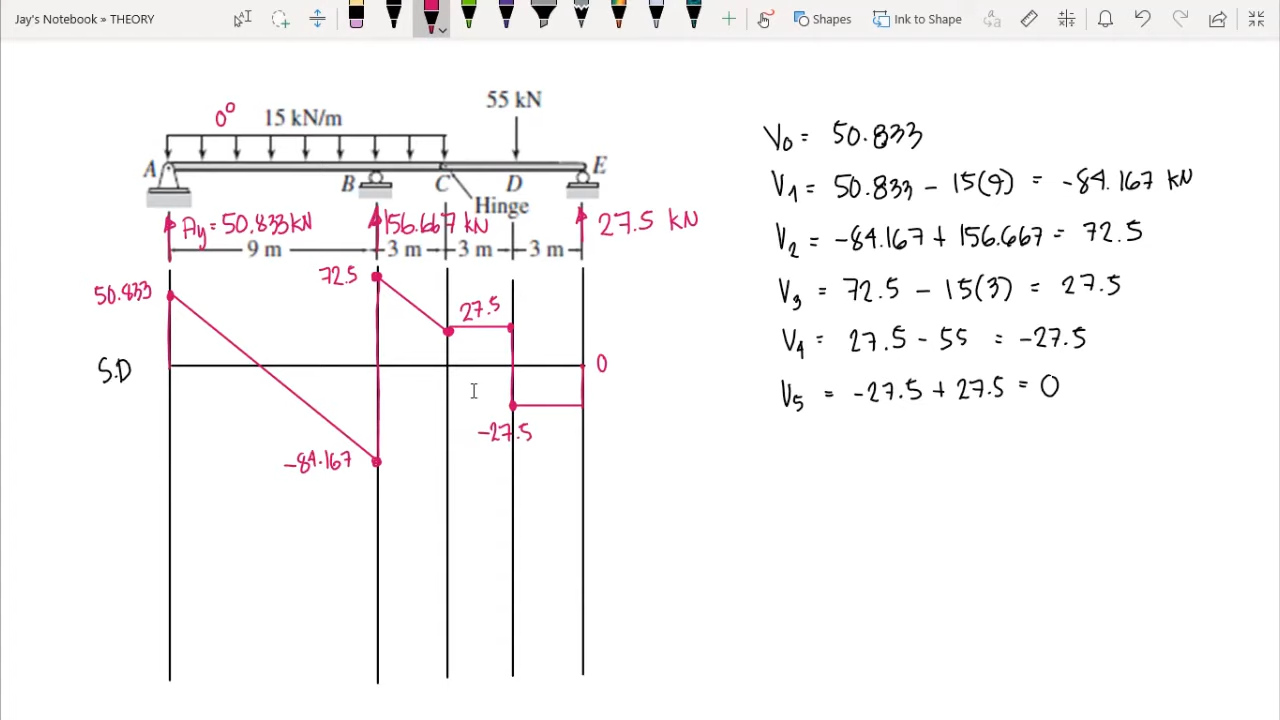 Jay's Notebook » THEORY
Shapes
Ink to Shape
55 kN
0°
15 kN/m
A
B
C
D
E
Hinge
Ay = 50.833 kN
156.667 kN
27.5 kN
9 m
3 m
3 m
3 m
50.833
72.5
27.5
S.D
0
-27.5
-84.167
V0 = 50.833
V1 = 50.833 - 15(9) = -84.167 kN
V2 = -84.167 + 156.667 = 72.5
V3 = 72.5 - 15(3) = 27.5
V4 = 27.5 - 55 = -27.5
V5 = -27.5 + 27.5 = 0